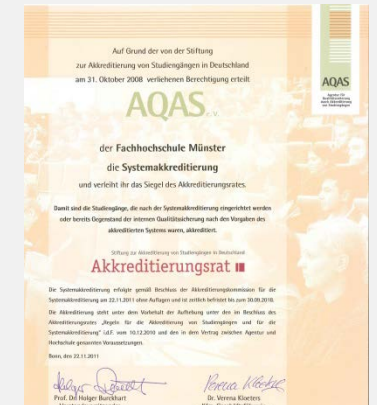 Auf Grund der von der Stiftung
zur Akkreditierung von Studiengängen in Deutschland
am 31. Oktober 2008 verliehenen Berechtigung erteilt
AQAS e.V.
AQAS
Agentur für
Qualitätssicherung
durch Akkreditierung
von Studiengängen
der Fachhochschule Münster
die Systemakkreditierung
und verleiht ihr das Siegel des Akkreditierungsrates.
Damit sind die Studiengänge, die nach der Systemakkreditierung eingerichtet werden
oder bereits Gegenstand der internen Qualitätssicherung nach den Vorgaben des
akkreditierten Systems waren, akkreditiert.
Stiftung zur Akkreditierung von Studiengängen in Deutschland
Akkreditierungsrat
Die Systemakkreditierung erfolgte gemäß Beschluss der Akkreditierungskommission für die
Systemakkreditierung am 22.11.2011 ohne Auflagen und ist zeitlich befristet bis zum 30.09.2018.
Die Akkreditierung steht unter dem Vorbehalt der Aufhebung unter den im Beschluss des
Akkreditierungsrates „Regeln für die Akkreditierung von Studiengängen und für die
Systemakkreditierung" i.d.F. vom 10.12.2010 und den in dem Vertrag zwischen Agentur und
Hochschule genannten Voraussetzungen.
Bonn, den 22.11.2011
Prof. Dr. Holger Burckhart
Dr. Verena Kloeters